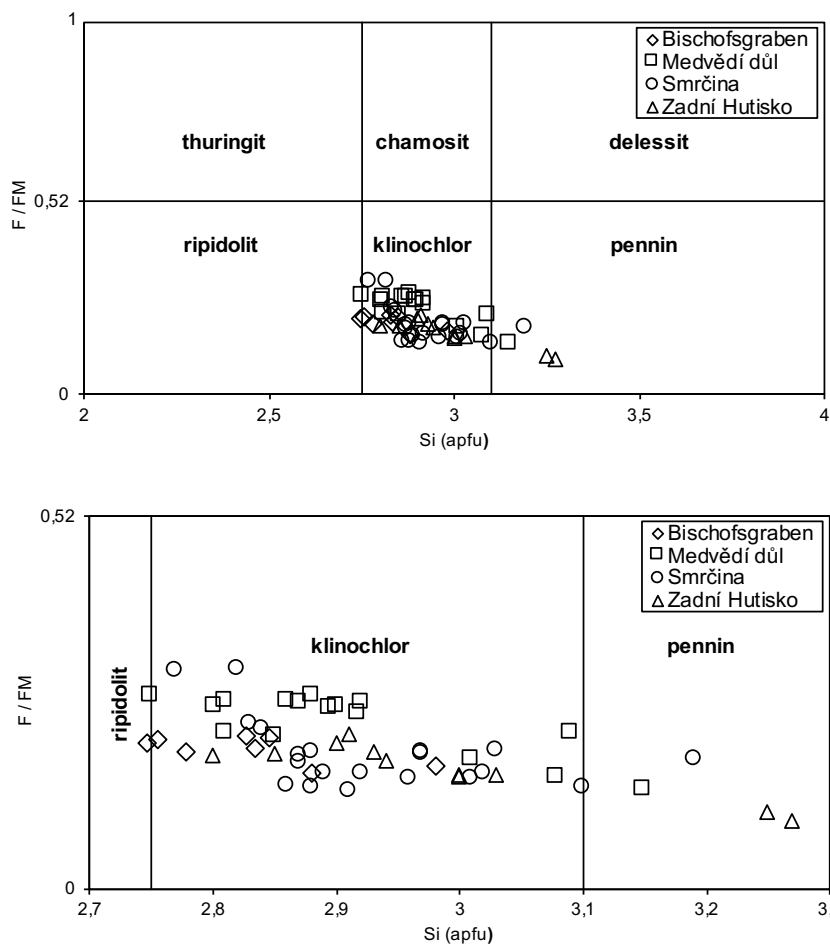 1
Bischofsgraben
Medvědí důl
Smrčina
Zadní Hutisko
thuringit chamosit delessit
F / FM
0,52
ripidolit klinochlor pennin
0
2 2,5 3 3,5 4
Si (apfu)
0,52
Bischofsgraben
Medvědí důl
Smrčina
Zadní Hutisko
ripidolit klinochlor pennin
F / FM
0
2,7 2,8 2,9 3 3,1 3,2
Si (apfu)